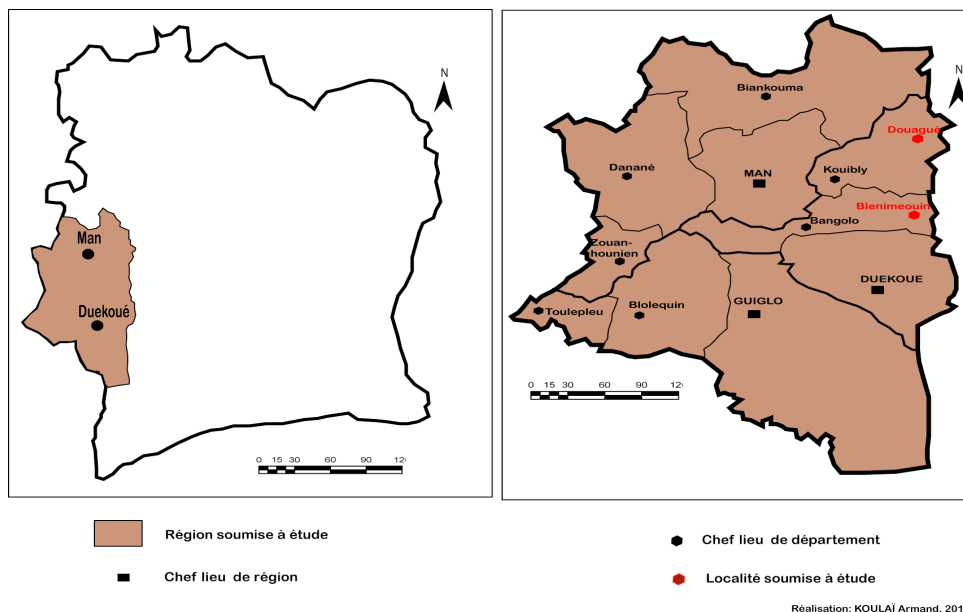 N
Man
Duekoué
0 15 30 60 90 120
N
Biankouma
Douagué
Danané
MAN
Kouibly
Blenimeouin
Bangolo
Zouan-
hounien
DUEKOUE
Toulepleu
Blolequin
GUIGLO
0 15 30 60 90
Région soumise à étude
Chef lieu de région
Chef lieu de département
Localité soumise à étude
Réalisation: KOULAÏ Armand,